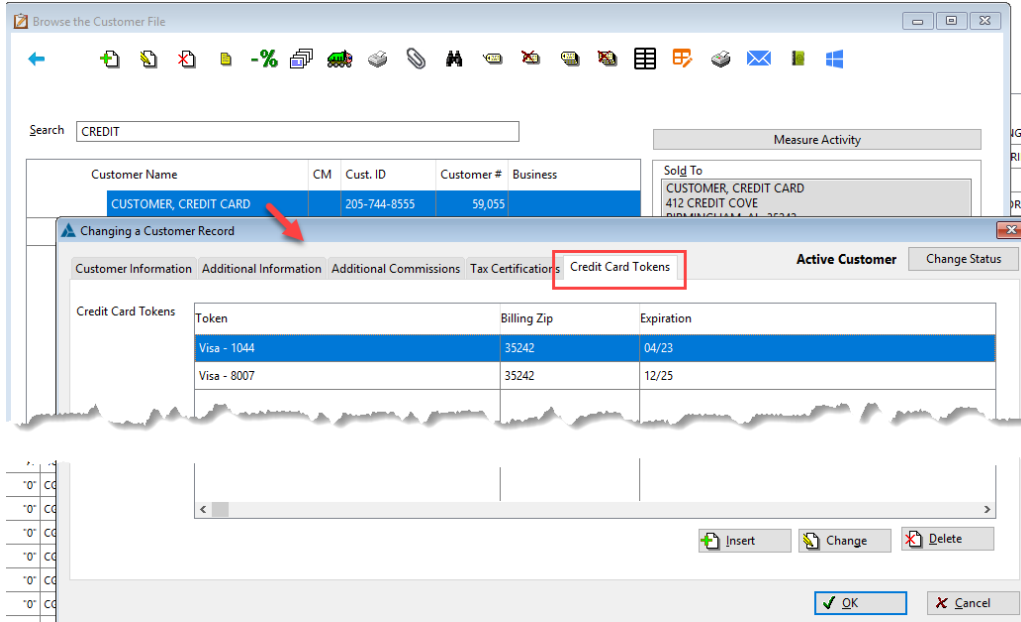 Browse the Customer File
-%
Search CREDIT
Measure Activity
Customer Name CM Cust. ID Customer # Business
CUSTOMER, CREDIT CARD 205-744-8555 59,055
Sold To
CUSTOMER, CREDIT CARD
412 CREDIT COVE
BIRMINGHAM, AL 35242
Changing a Customer Record
Customer Information Additional Information Additional Commissions Tax Certifications Credit Card Tokens
Active Customer Change Status
Credit Card Tokens
Token Billing Zip Expiration
Visa - 1044 35242 04/23
Visa - 8007 35242 12/25
"0"
"0"
"0"
"0"
"0"
"0"
Insert Change Delete
OK Cancel